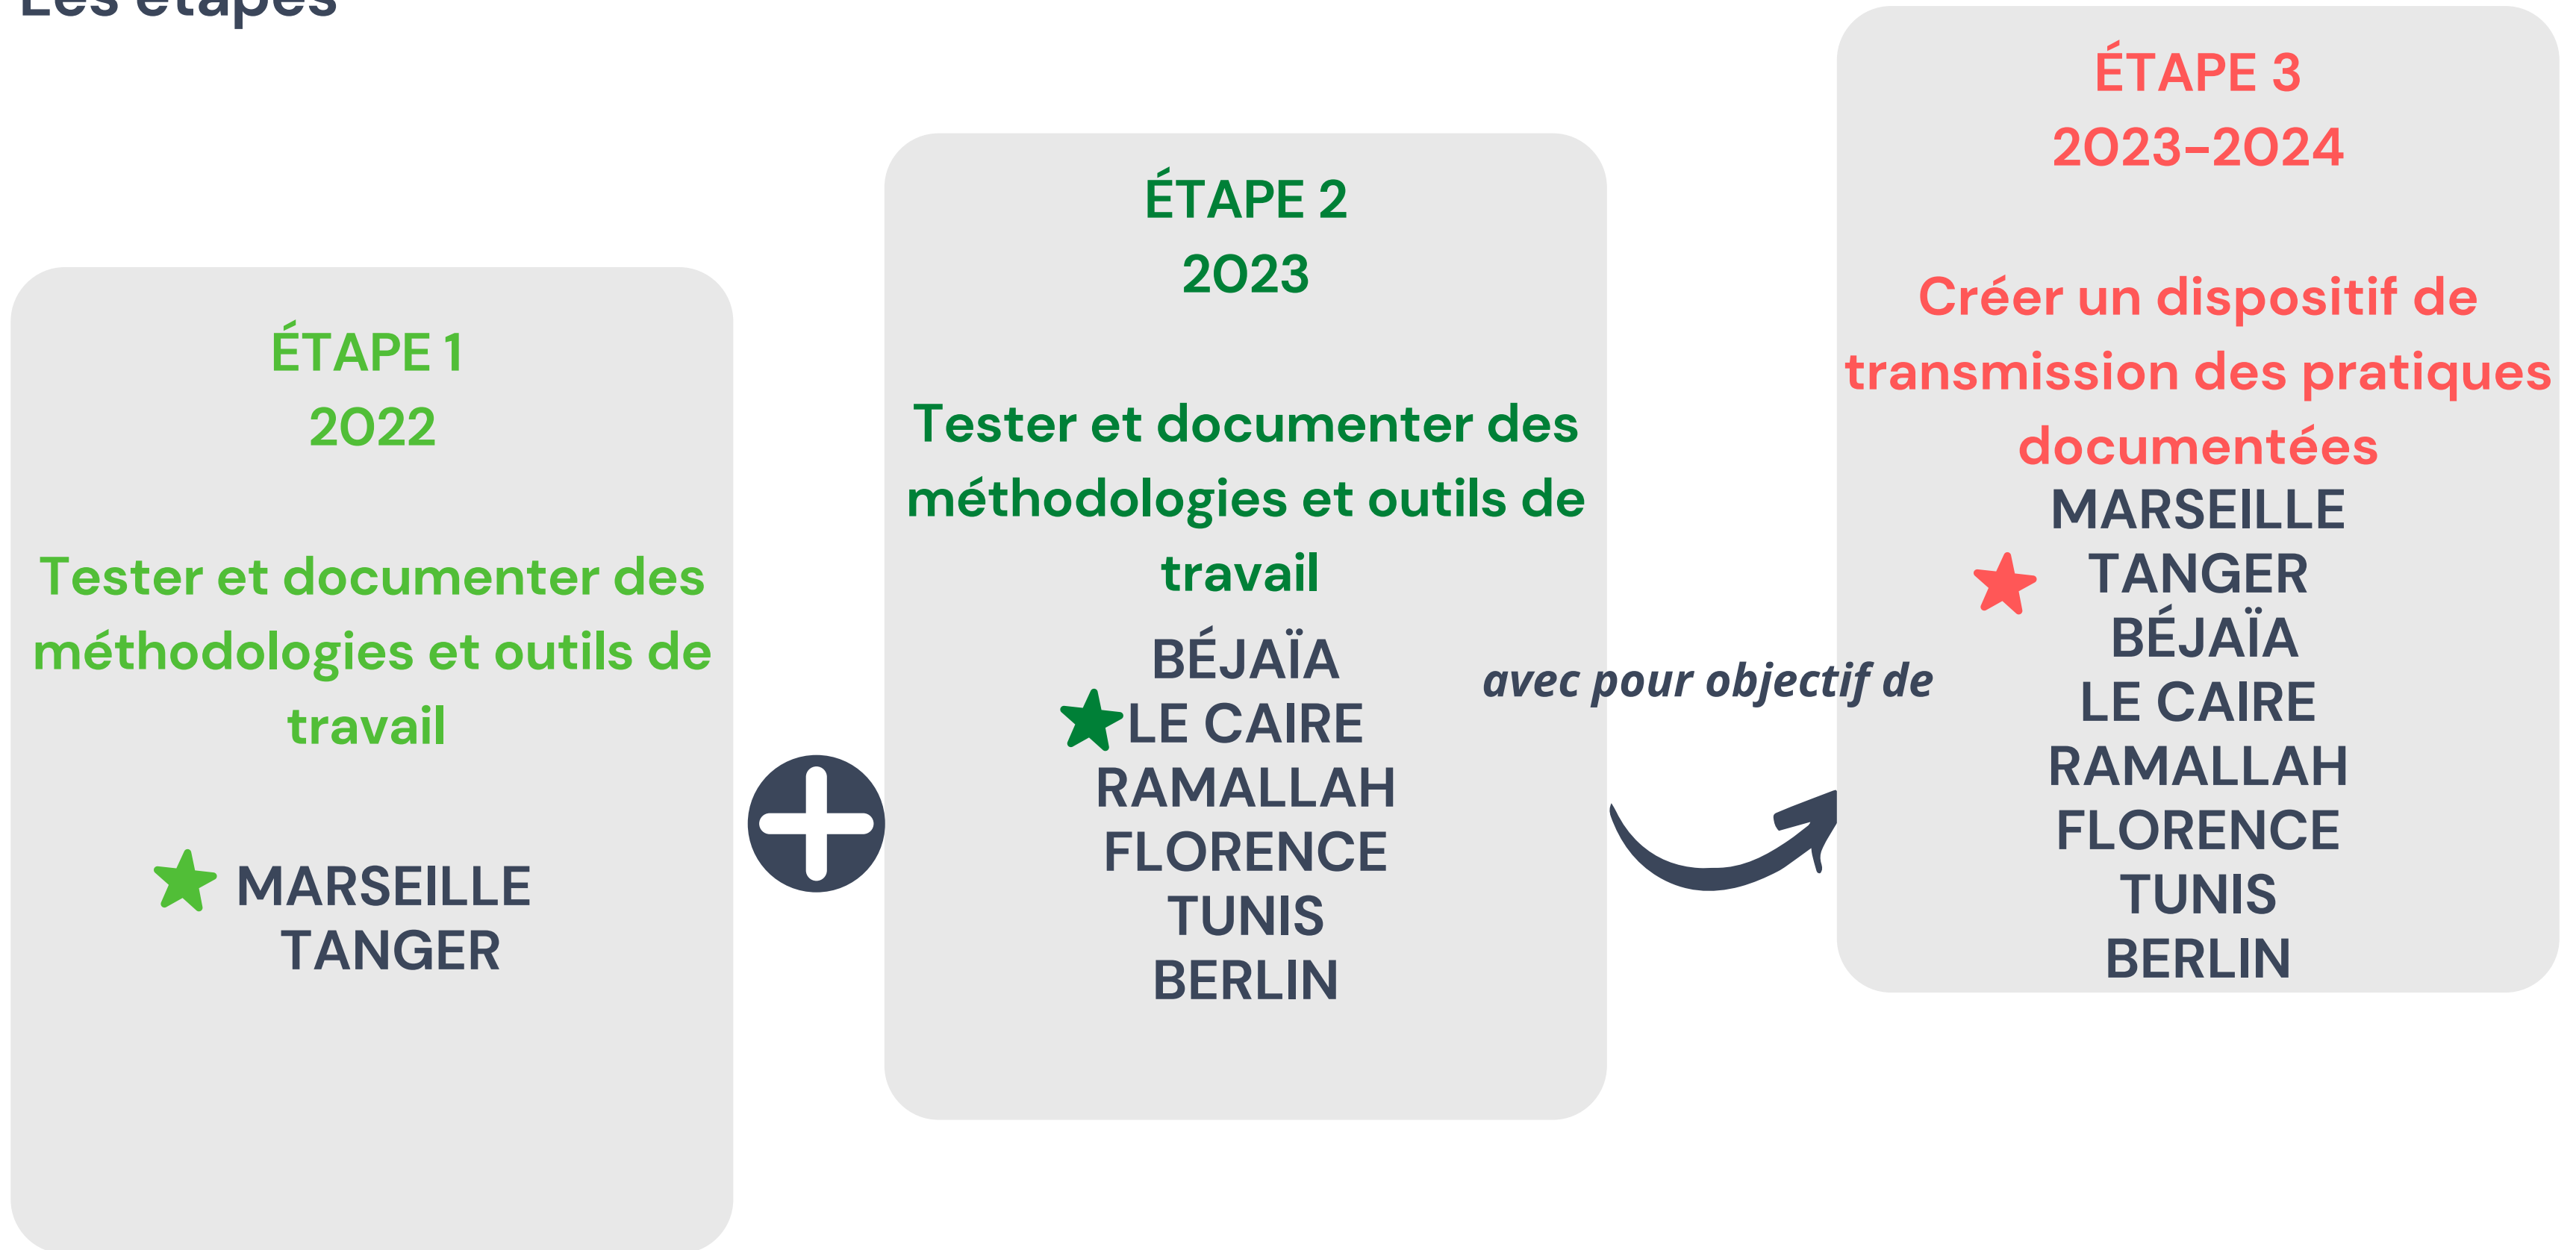 Les étapes
ÉTAPE 1
2022
Tester et documenter des
méthodologies et outils de
travail
MARSEILLE
TANGER
ÉTAPE 2
2023
Tester et documenter des
méthodologies et outils de
travail
BÉJAÏA
LE CAIRE
RAMALLAH
FLORENCE
TUNIS
BERLIN
avec pour objectif de
ÉTAPE 3
2023-2024
Créer un dispositif de
transmission des pratiques
documentées
MARSEILLE
TANGER
BÉJAÏA
LE CAIRE
RAMALLAH
FLORENCE
TUNIS
BERLIN